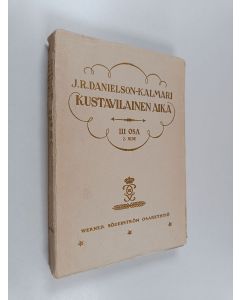 J.R.DANIELSON-KALMARI
KUSTAVILAINEN AIKA
III OSA
WERNER SÖDERSTRÖM OSAKEYHTIÖ